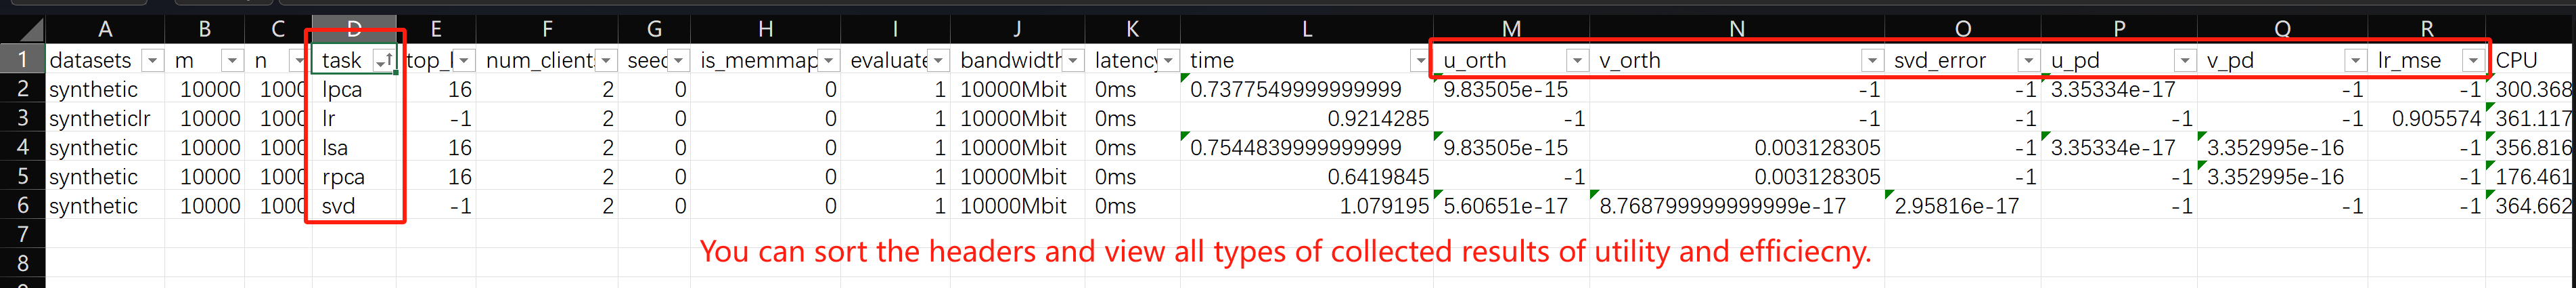 A B C D E F G H I J K L M N O P Q R
1 datasets m n task top_ num_client seec is_memmap evaluate bandwidth latency time u_orth v_orth svd_error u_pd v_pd lr_mse CPU
2 synthetic 10000 1000 lpca 16 2 0 0 1 10000Mbit 0ms 0.7377549999999999 9.83505e-15 -1 -1 3.35334e-17 -1 -1 300.368
3 syntheticlr 10000 1000 lr -1 2 0 0 1 10000Mbit 0ms 0.9214285 -1 -1 -1 -1 -1 0.905574 361.117
4 synthetic 10000 1000 lsa 16 2 0 0 1 10000Mbit 0ms 0.7544839999999999 9.83505e-15 0.003128305 -1 3.35334e-17 3.352995e-16 -1 356.816
5 synthetic 10000 1000 rpca 16 2 0 0 1 10000Mbit 0ms 0.6419845 -1 0.003128305 -1 -1 3.352995e-16 -1 176.461
6 synthetic 10000 1000 svd -1 2 0 0 1 10000Mbit 0ms 1.079195 5.60651e-17 8.768799999999999e-17 2.95816e-17 -1 -1 -1 364.662
7
You can sort the headers and view all types of collected results of utility and efficiecny.
8